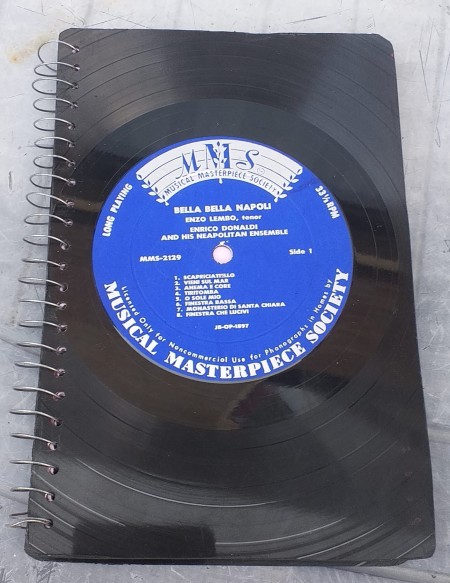 MMS®
MUSICAL MASTERPIECE SOCIETY
LONG PLAYING
33⅓ RPM
BELLA BELLA NAPOLI
ENZO LEMBO, tenor
ENRICO DONALDI
AND HIS NEAPOLITAN ENSEMBLE
MMS-2129
Side 1
1. SCAPRICIATIELLO
2. VIENI SUL MAR
3. ANEMA E CORE
4. TIRITOMBA
5. O SOLE MIO
6. FINESTRA BASSA
7. MONASTERIO DI SANTA CHIARA
8. FINESTRA CHE LUCIVI
J8-OP-1897
Licensed Only for Noncommercial Use for Phonographs in Homes by
MUSICAL MASTERPIECE SOCIETY